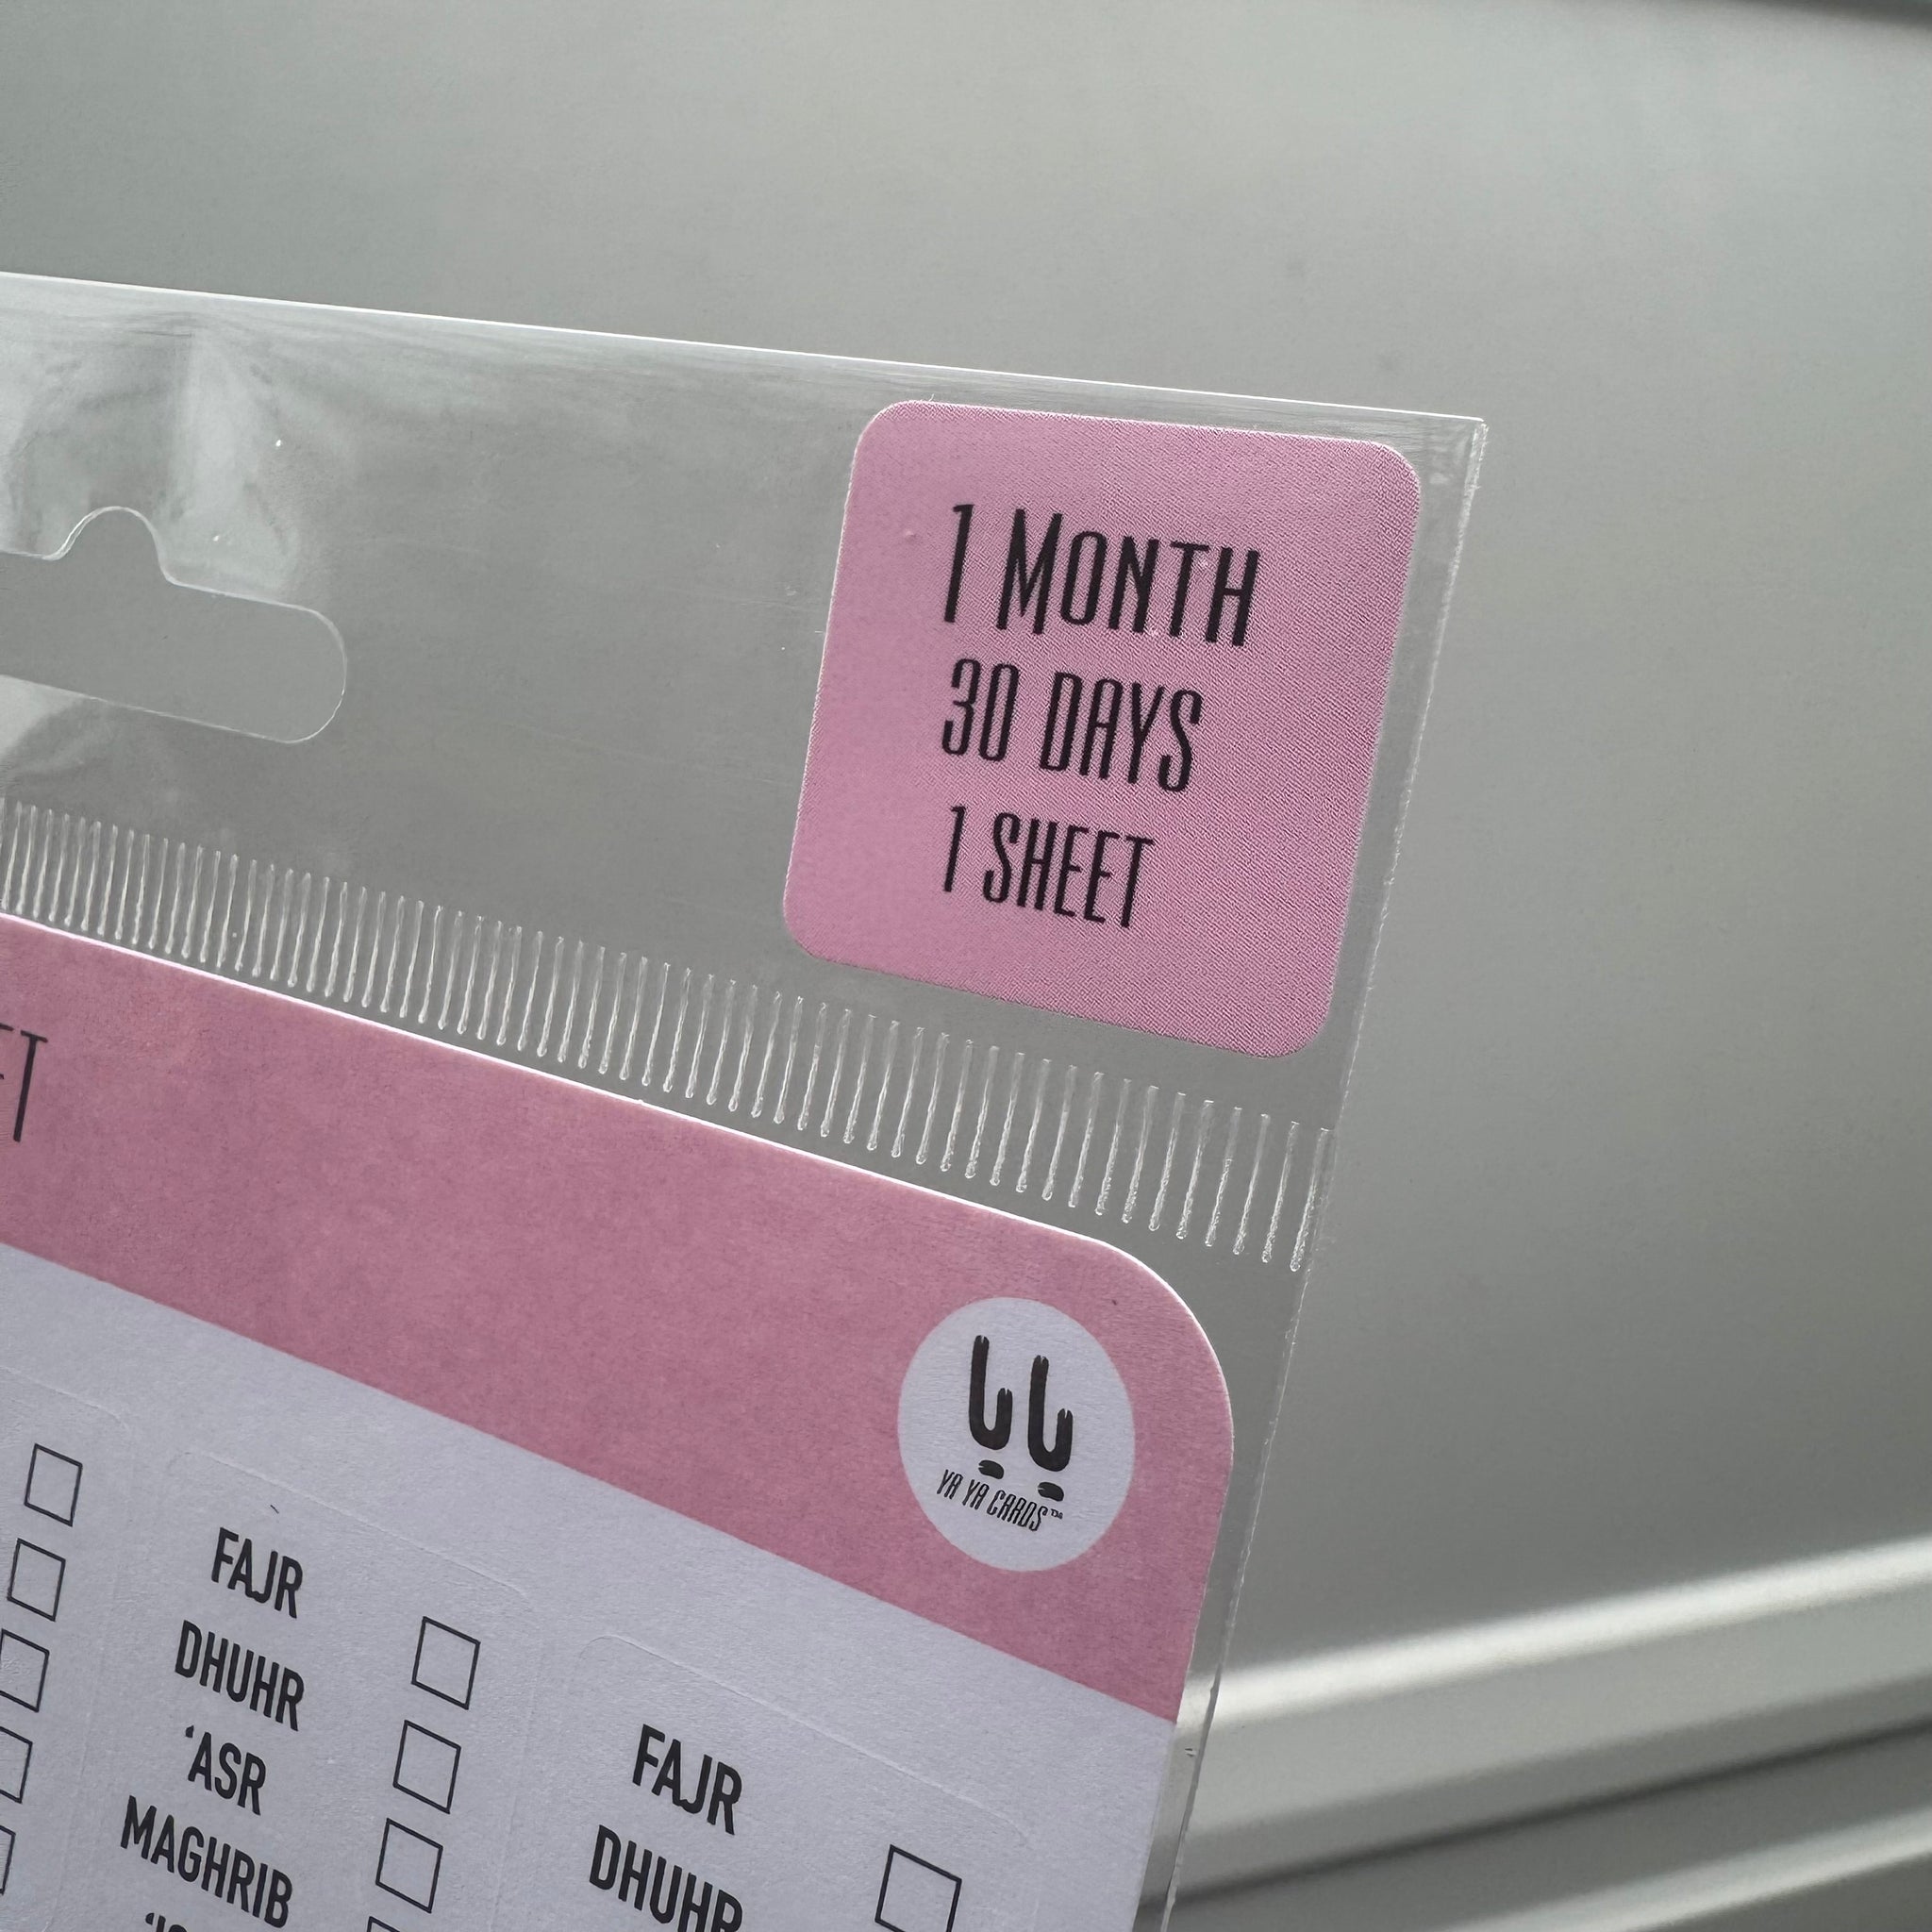 1 MONTH
30 DAYS
1 SHEET
YA YA CARDS™
FAJR
DHUHR
‘ASR
MAGHRIB
FAJR
DHUHR